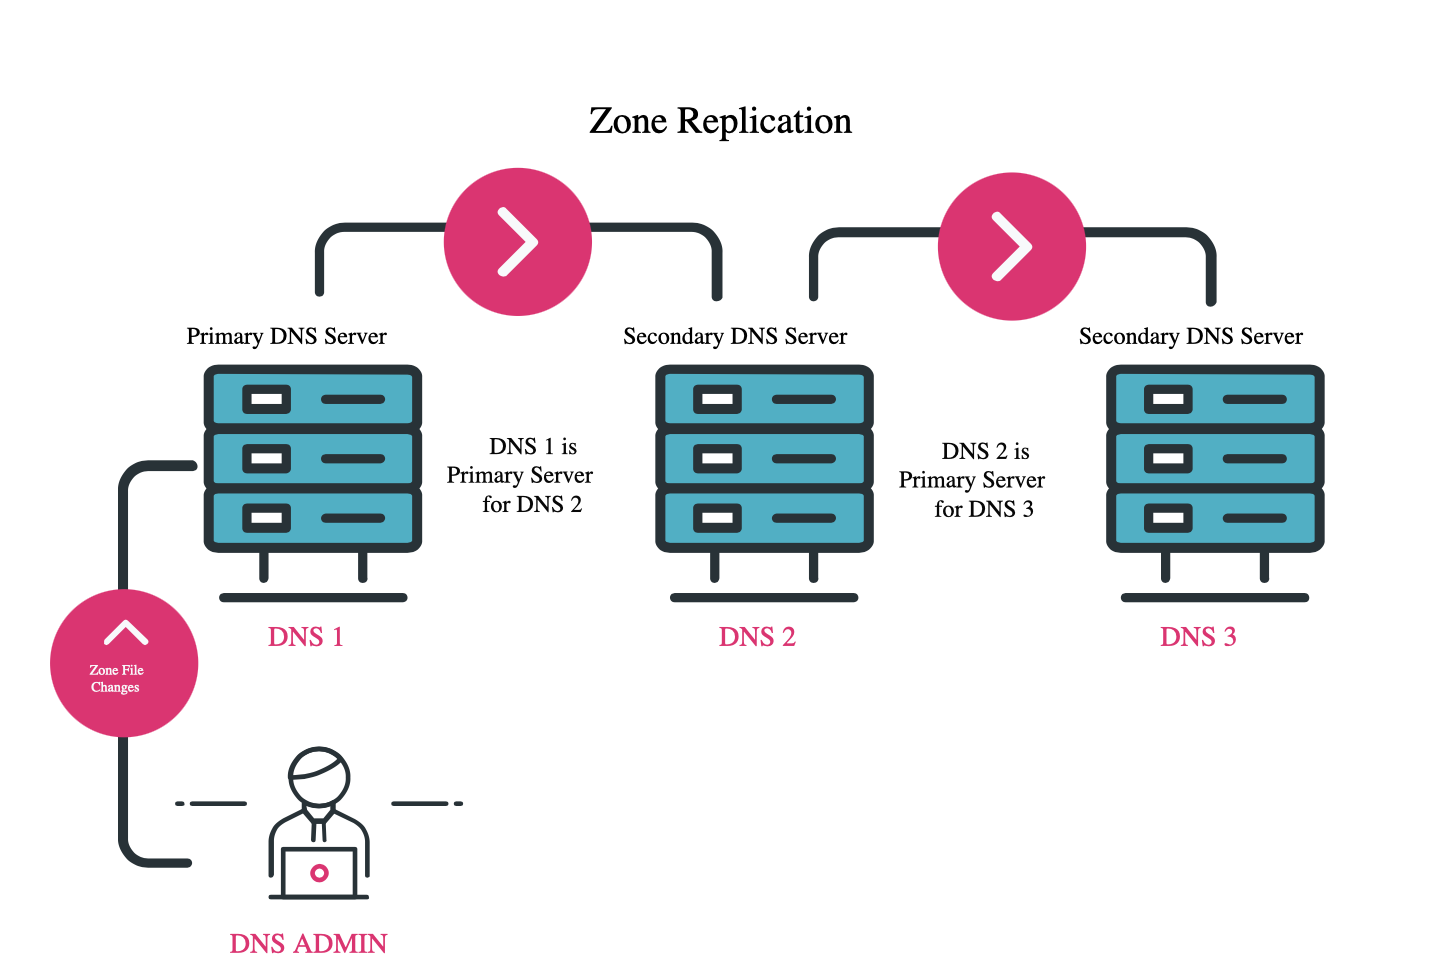 Zone Replication
Primary DNS Server
Secondary DNS Server
Secondary DNS Server
DNS 1 is
Primary Server
for DNS 2
DNS 2 is
Primary Server
for DNS 3
DNS 1
DNS 2
DNS 3
Zone File
Changes
DNS ADMIN